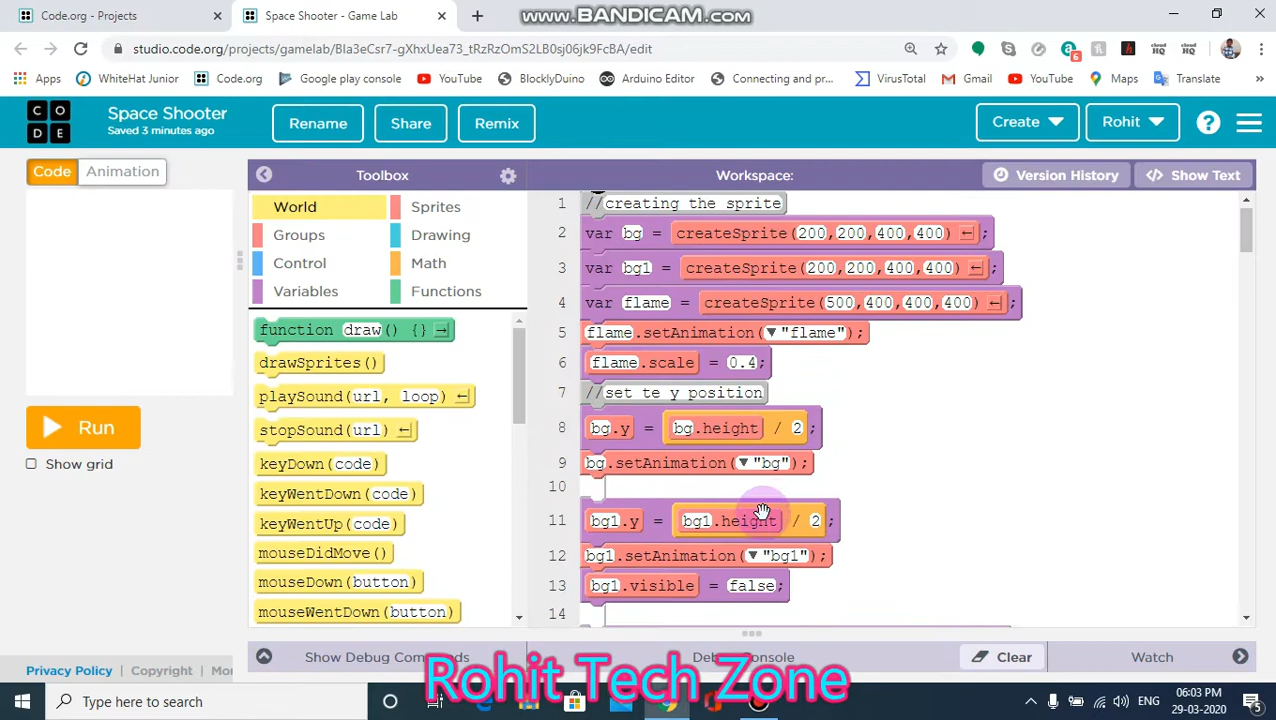 Code.org - Projects
Space Shooter - Game Lab
www.BANDICAM.com
studio.code.org/projects/gamelab/BIa3eCsr7-gXhxUea73_tRzRzOmS2LB0sj06jk9FcBA/edit
Apps
WhiteHat Junior
Code.org
Google play console
YouTube
BlocklyDuino
Arduino Editor
Connecting and pr...
VirusTotal
Gmail
YouTube
Maps
Translate
CODE
Space Shooter
Saved 3 minutes ago
Rename
Share
Remix
Create
Rohit
Code
Animation
Toolbox
Workspace:
Version History
Show Text
World
Sprites
Groups
Drawing
Control
Math
Variables
Functions
function draw() {}
drawSprites()
playSound(url, loop)
stopSound(url)
keyDown(code)
keyWentDown(code)
keyWentUp(code)
mouseDidMove()
mouseDown(button)
mouseWentDown(button)
Run
Show grid
1 //creating the sprite
2 var bg = createSprite(200,200,400,400);
3 var bg1 = createSprite(200,200,400,400);
4 var flame = createSprite(500,400,400,400);
5 flame.setAnimation("flame");
6 flame.scale = 0.4;
7 //set te y position
8 bg.y = bg.height / 2;
9 bg.setAnimation("bg");
10
11 bg1.y = bg1.height / 2;
12 bg1.setAnimation("bg1");
13 bg1.visible = false;
14
Show Debug Comm
Clear
Watch
Privacy Policy
Copyright
Rohit Tech Zone
Type here to search
ENG
06:03 PM
29-03-2020